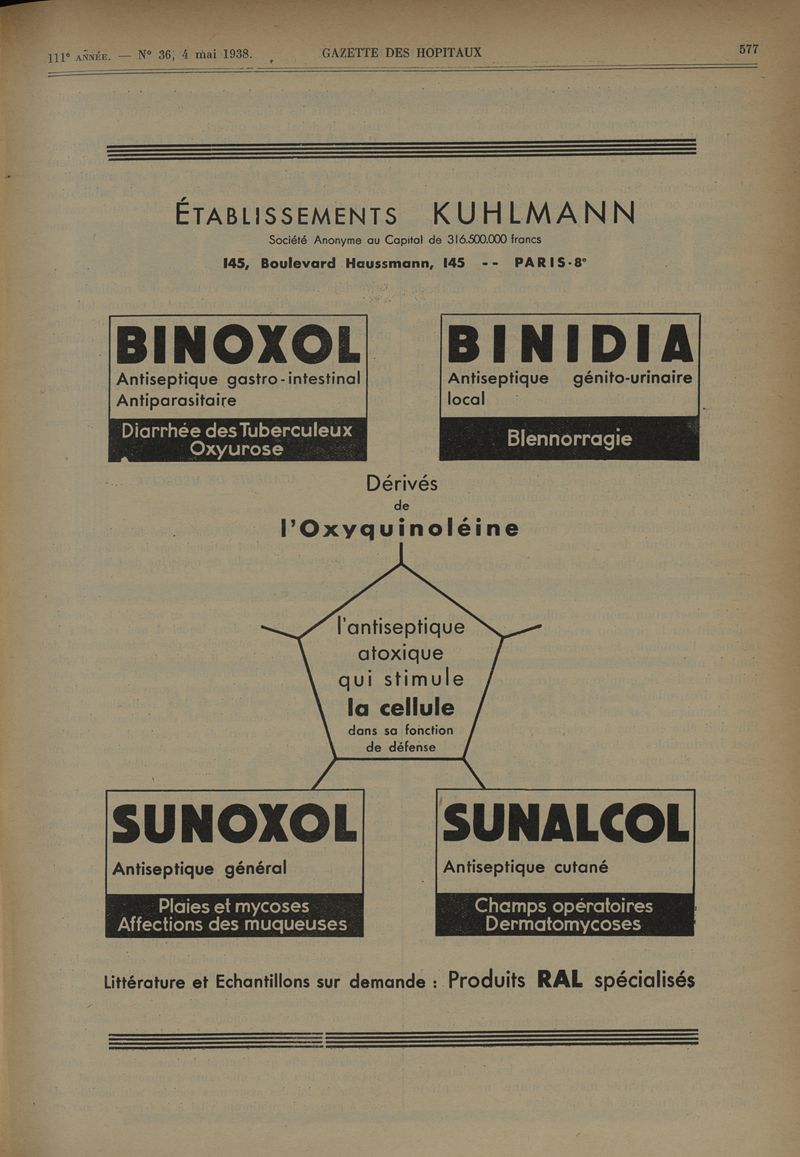 111e ANNÉE. — N° 36, 4 mai 1938.
GAZETTE DES HOPITAUX
577
ÉTABLISSEMENTS KUHLMANN
Société Anonyme au Capital de 316.500.000 francs
145, Boulevard Haussmann, 145 -- PARIS-8e
BINOXOL
Antiseptique gastro-intestinal
Antiparasitaire
Diarrhée des Tuberculeux
Oxyurose
BINIDIA
Antiseptique génito-urinaire
local
Blennorragie
Dérivés
de
l'Oxyquinoléine
l'antiseptique
atoxique
qui stimule
la cellule
dans sa fonction
de défense
SUNOXOL
Antiseptique général
Plaies et mycoses
Affections des muqueuses
SUNALCOL
Antiseptique cutané
Champs opératoires
Dermatomycoses
Littérature et Echantillons sur demande : Produits RAL spécialisés